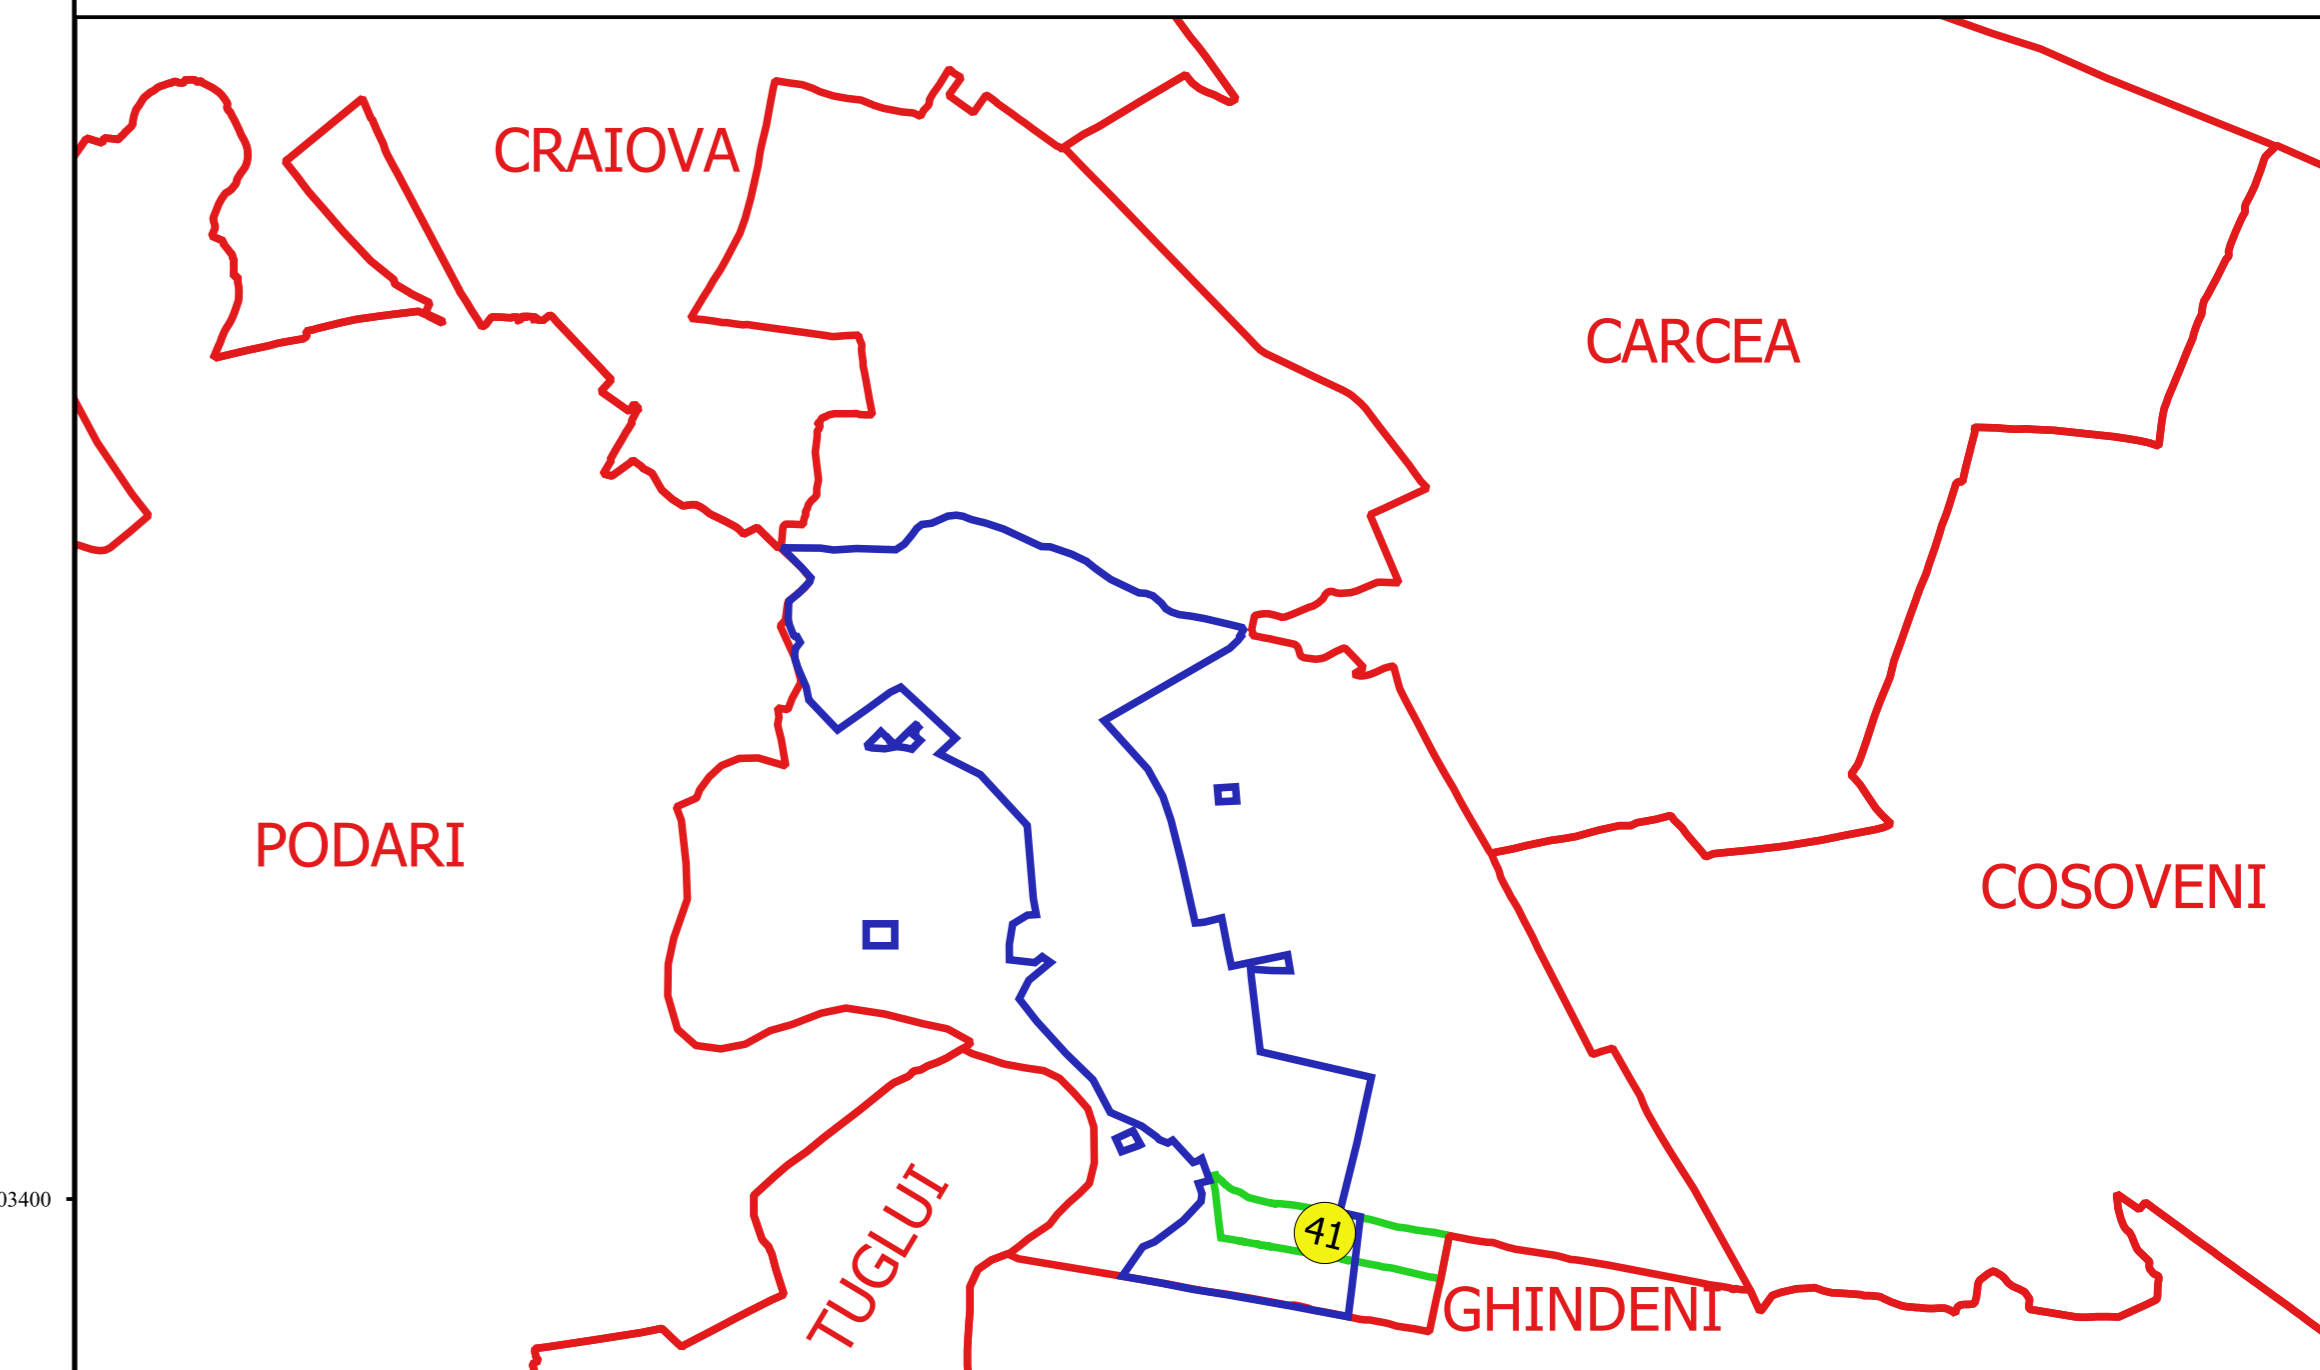 CRAIOVA
CARCEA
PODARI
COSOVENI
03400
TUGLUI
41
GHINDENI